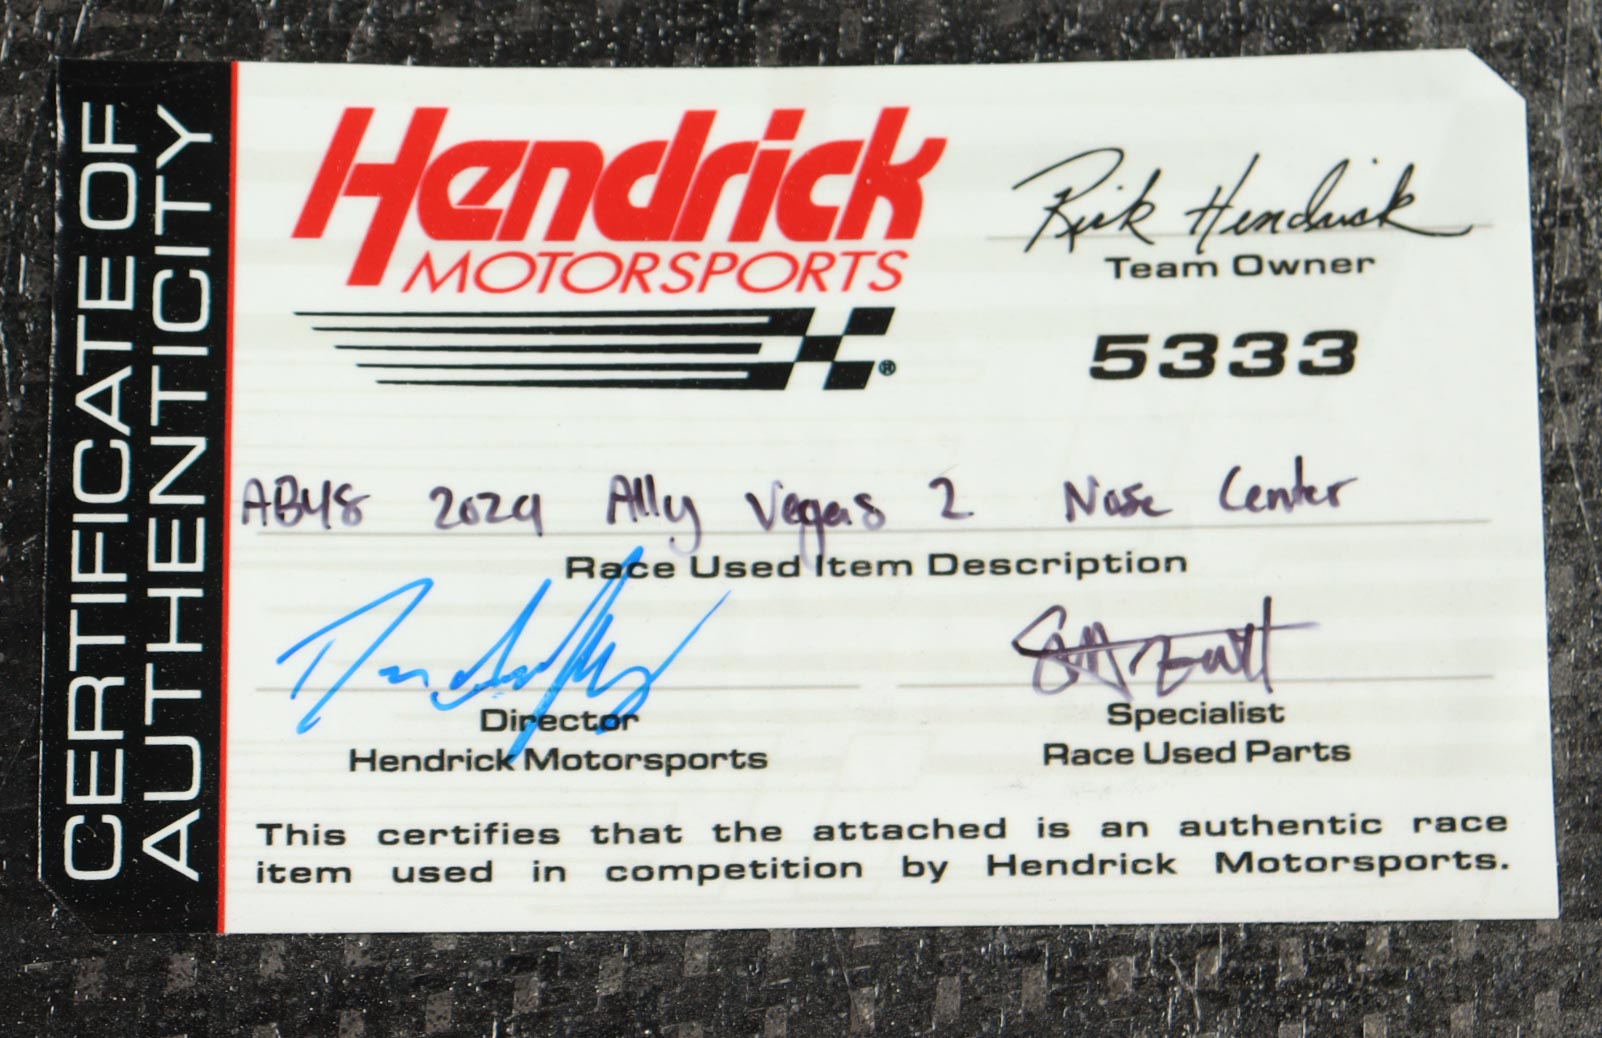 CERTIFICATE OF
AUTHENTICITY
Hendrick
MOTORSPORTS
®
Rick Hendrick
Team Owner
5333
AB48 2024 Ally Vegas 2 Nose Center
Race Used Item Description
Director
Hendrick Motorsports
Specialist
Race Used Parts
This certifies that the attached is an authentic race
item used in competition by Hendrick Motorsports.